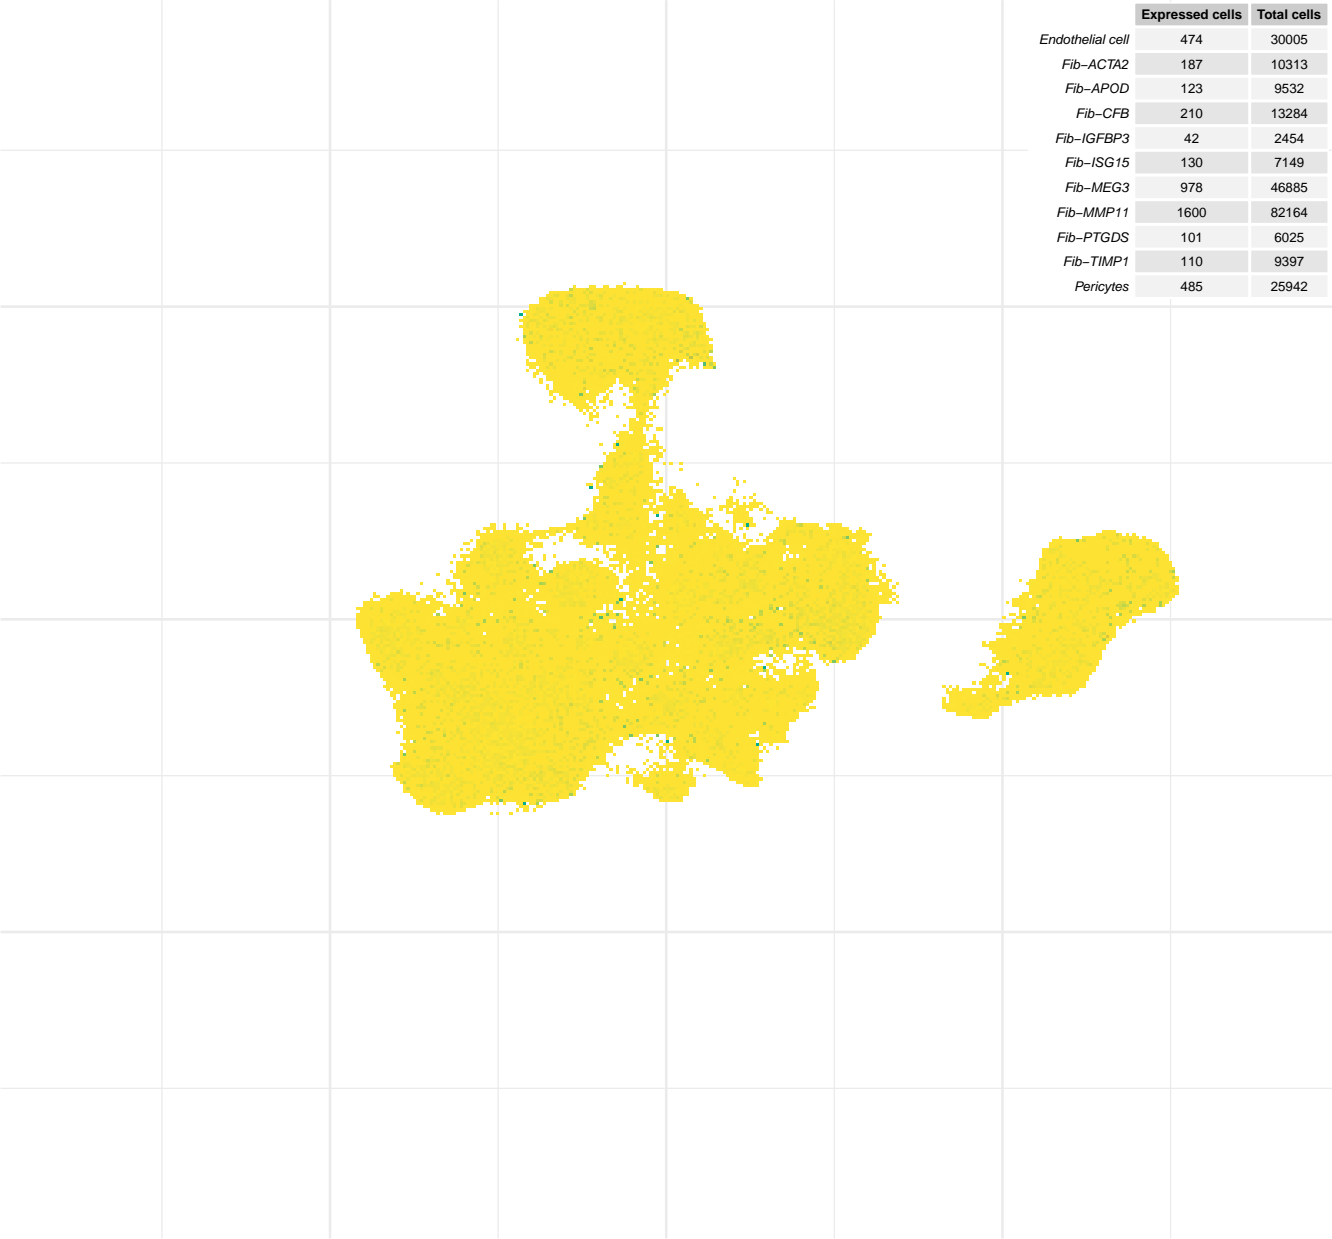 Expressed cells Total cells
Endothelial cell 474 30005
Fib−ACTA2 187 10313
Fib−APOD 123 9532
Fib−CFB 210 13284
Fib−IGFBP3 42 2454
Fib−ISG15 130 7149
Fib−MEG3 978 46885
Fib−MMP11 1600 82164
Fib−PTGDS 101 6025
Fib−TIMP1 110 9397
Pericytes 485 25942